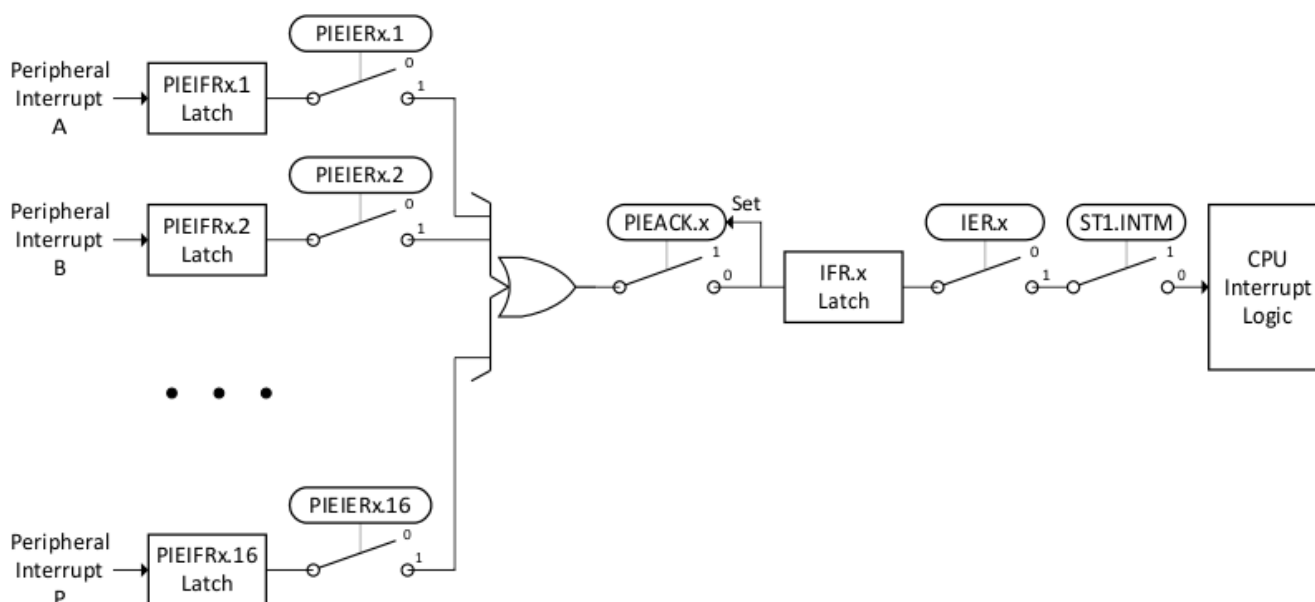 PIEIERx.1
0
1
Peripheral
Interrupt
A
PIEIFRx.1
Latch
PIEIERx.2
0
1
Peripheral
Interrupt
B
PIEIFRx.2
Latch
PIEACK.x
Set
1
0
IFR.x
Latch
IER.x
0
1
ST1.INTM
1
0
CPU
Interrupt
Logic
PIEIERx.16
0
1
Peripheral
Interrupt
P
PIEIFRx.16
Latch